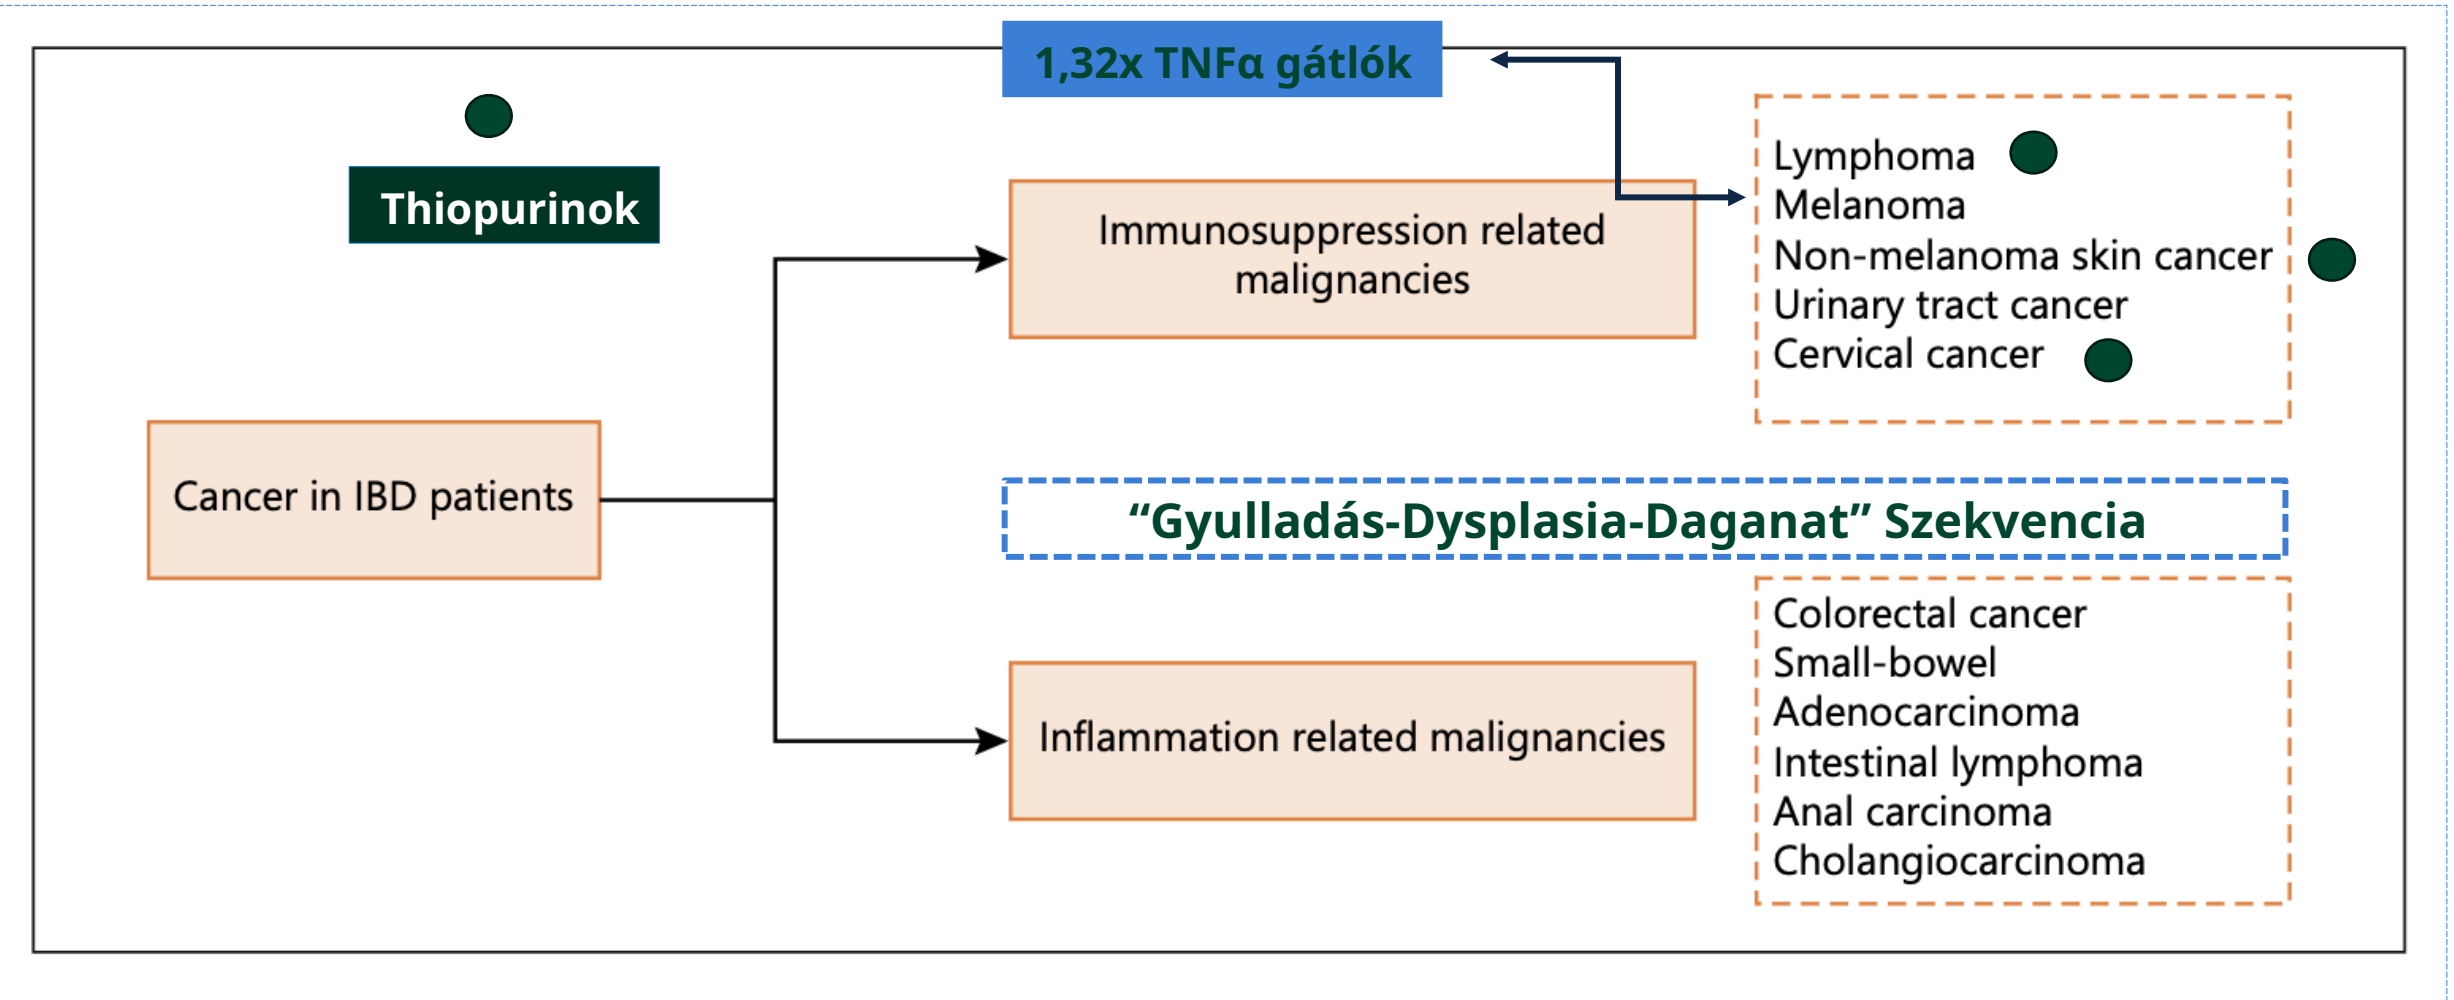 1,32x TNFα gátlók
Thiopurinok
Immunosuppression related
malignancies
Lymphoma
Melanoma
Non-melanoma skin cancer
Urinary tract cancer
Cervical cancer
Cancer in IBD patients
“Gyulladás-Dysplasia-Daganat” Szekvencia
Inflammation related malignancies
Colorectal cancer
Small-bowel
Adenocarcinoma
Intestinal lymphoma
Anal carcinoma
Cholangiocarcinoma